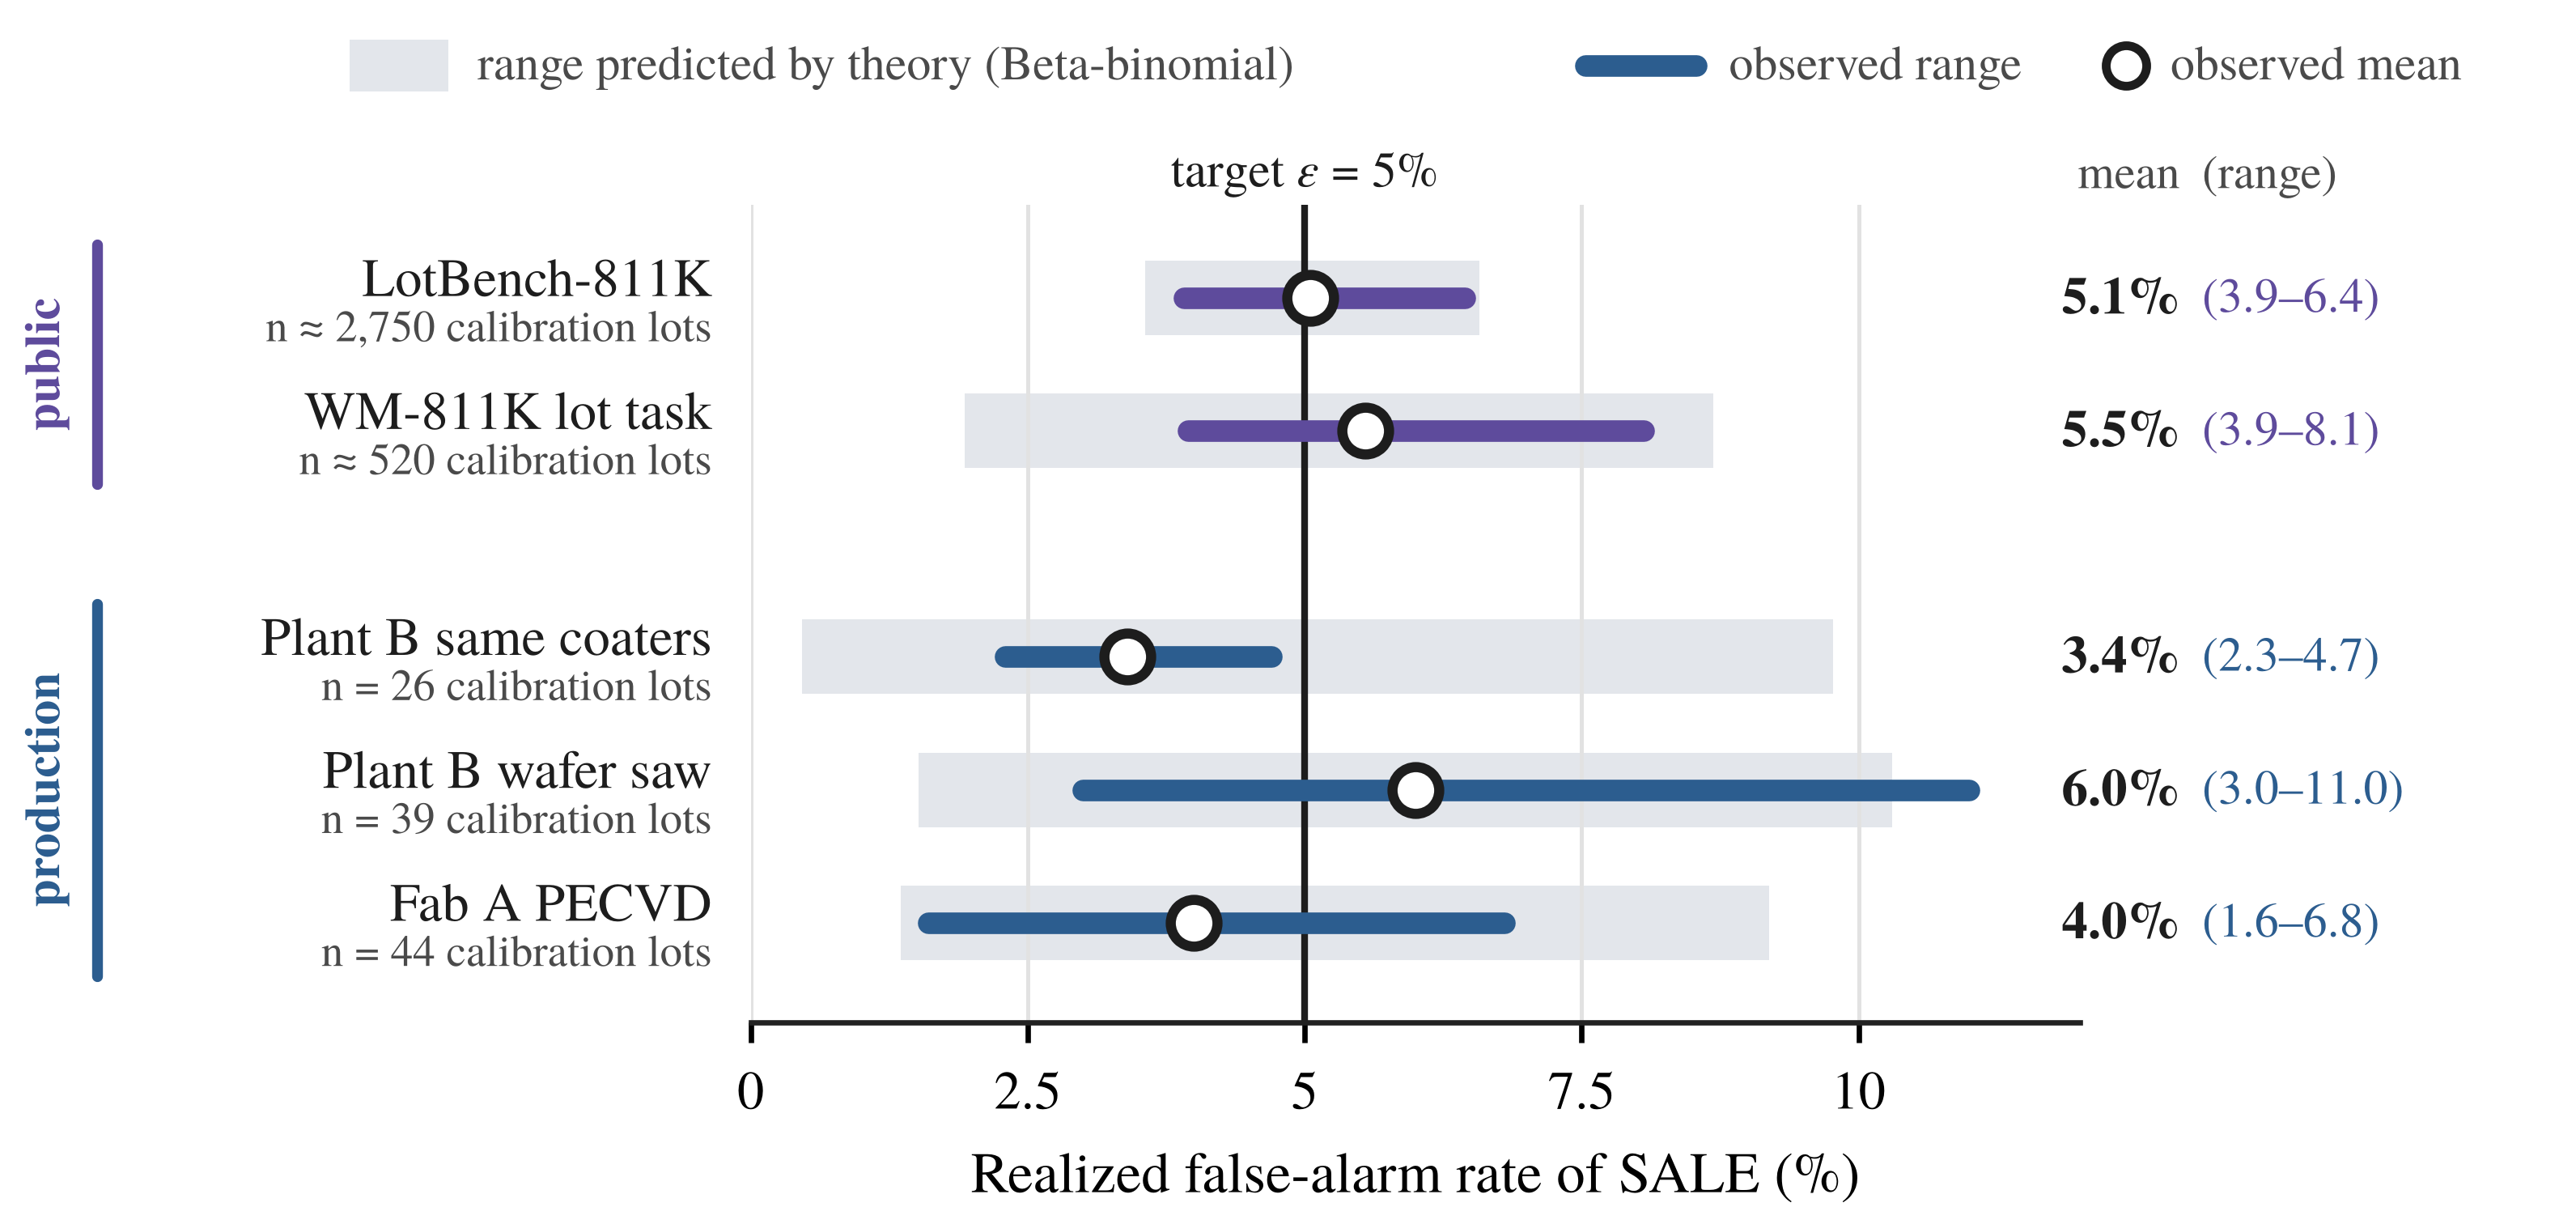 range predicted by theory (Beta-binomial)
observed range
observed mean
target ε = 5%
mean (range)
public
LotBench-811K
n ≈ 2,750 calibration lots
5.1% (3.9–6.4)
WM-811K lot task
n ≈ 520 calibration lots
5.5% (3.9–8.1)
production
Plant B same coaters
n = 26 calibration lots
3.4% (2.3–4.7)
Plant B wafer saw
n = 39 calibration lots
6.0% (3.0–11.0)
Fab A PECVD
n = 44 calibration lots
4.0% (1.6–6.8)
0 2.5 5 7.5 10
Realized false-alarm rate of SALE (%)